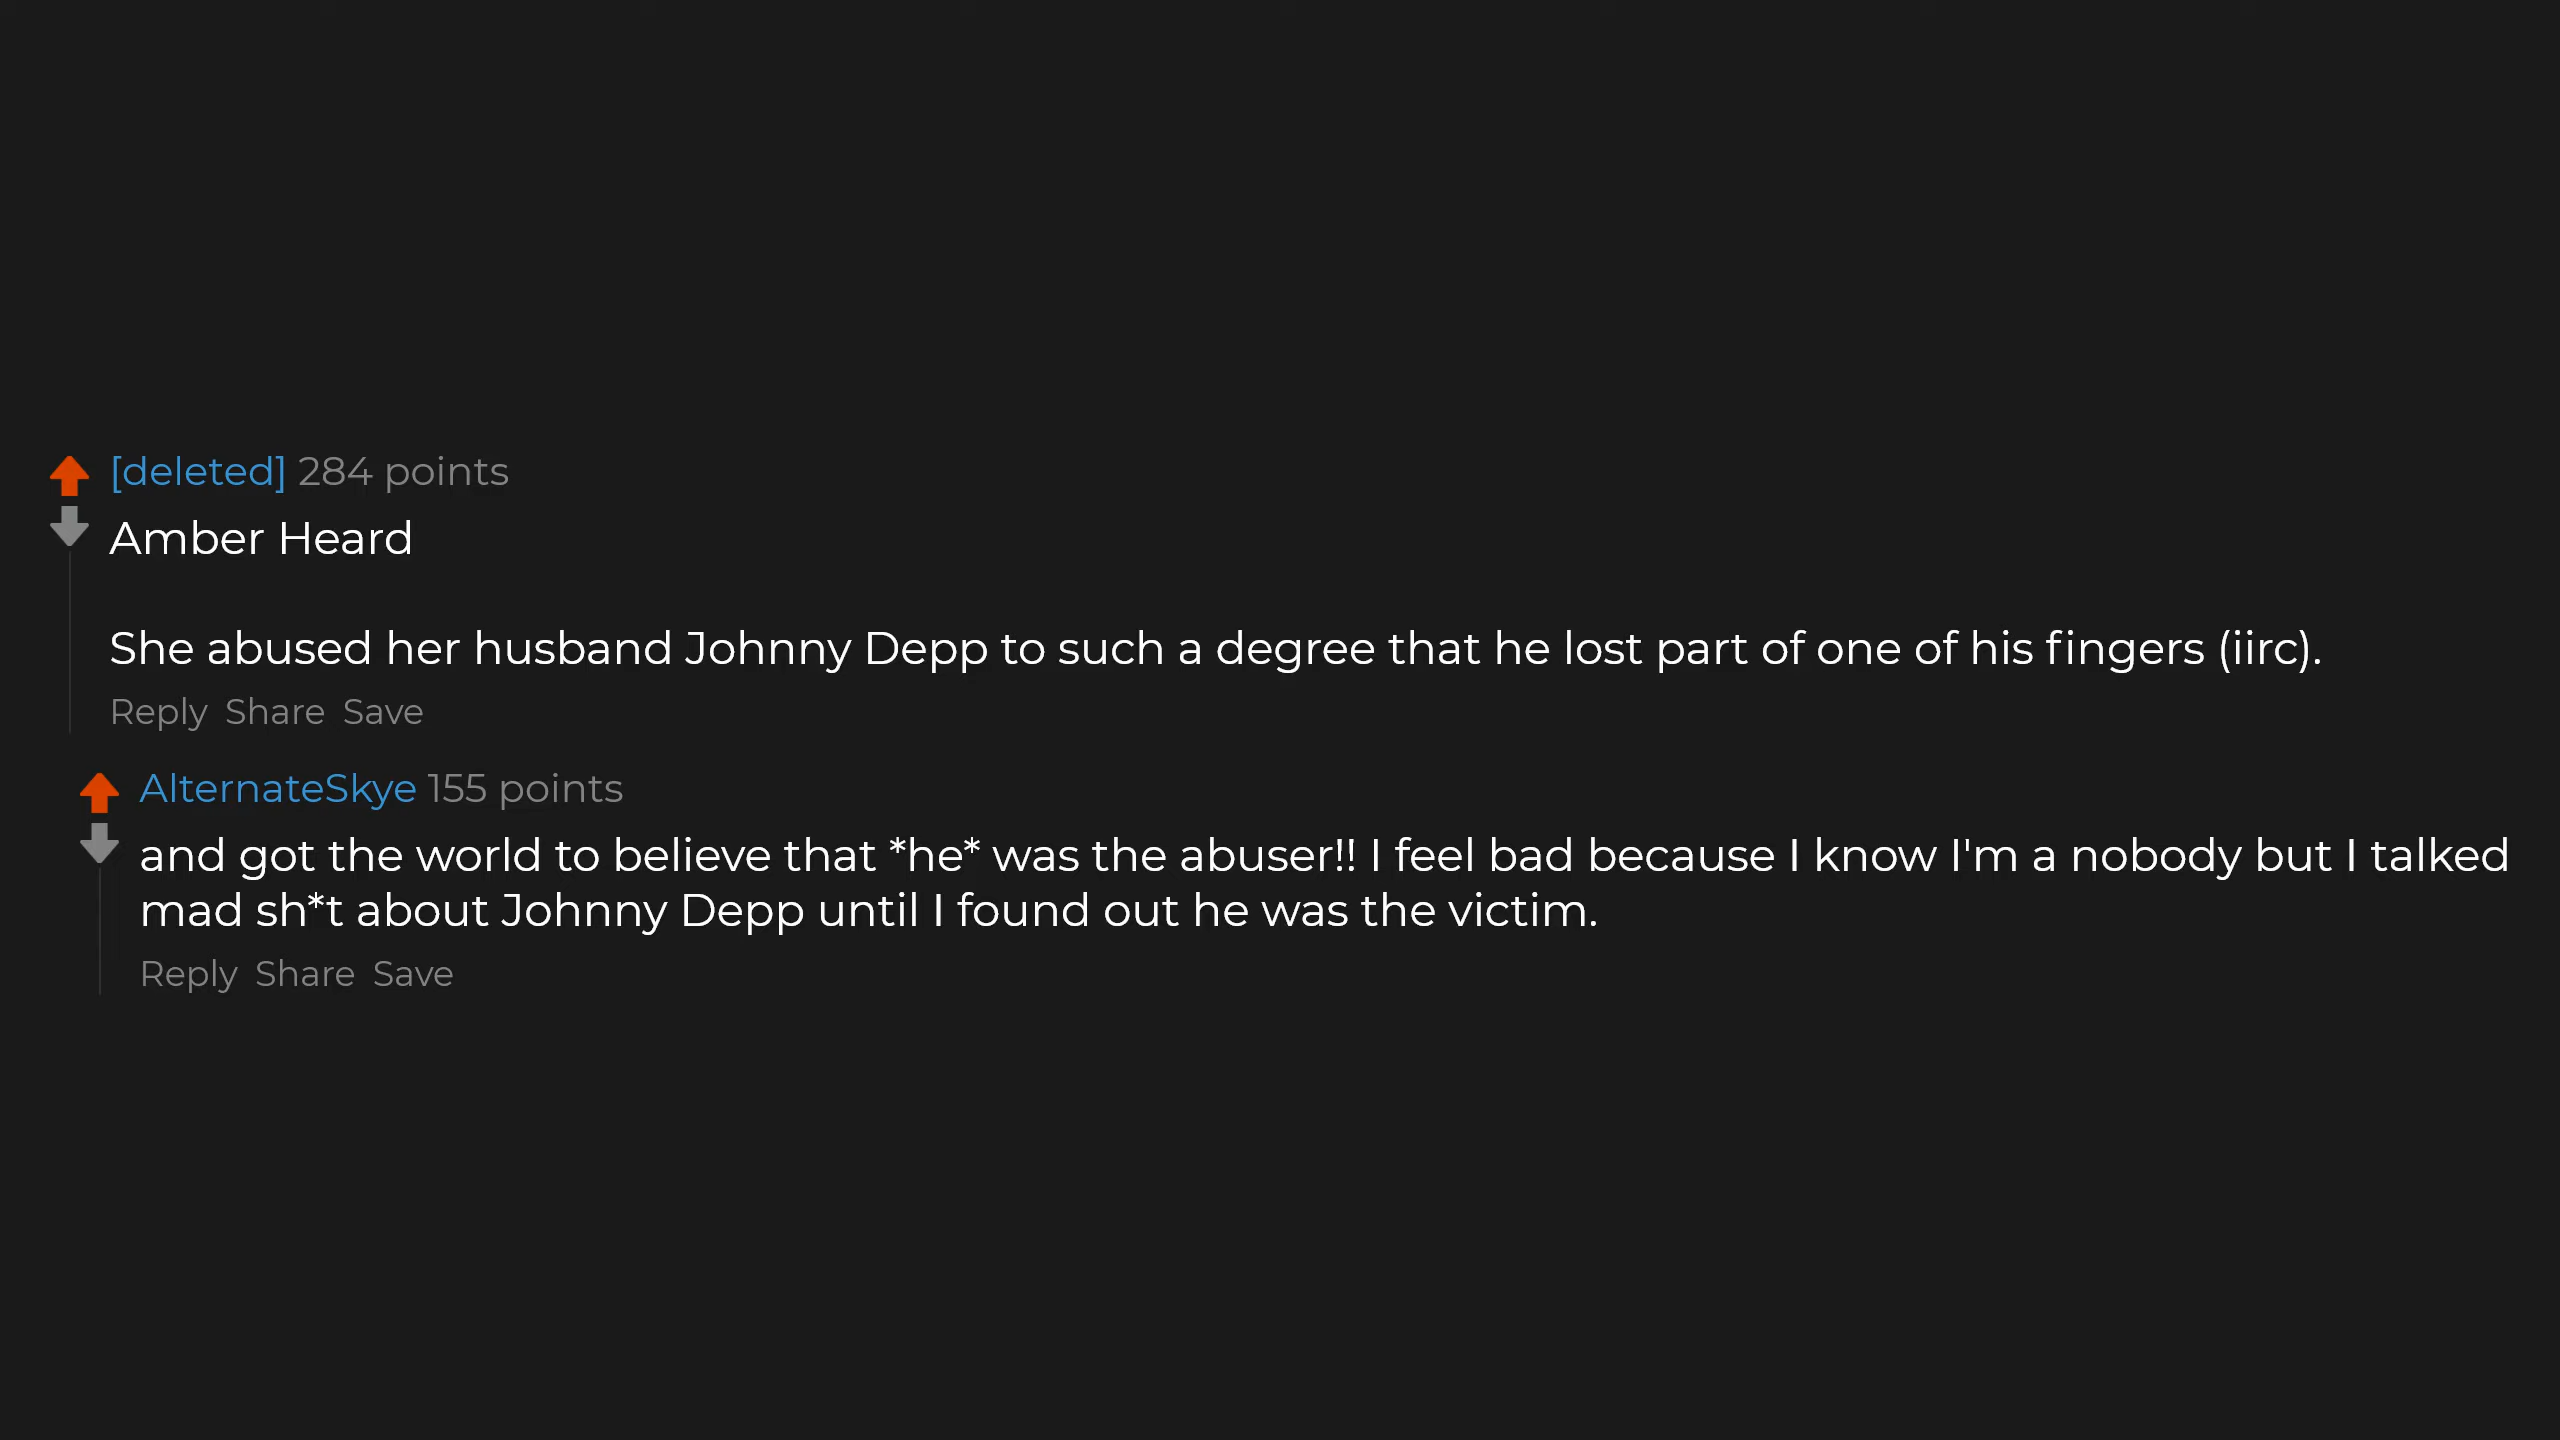 [deleted] 284 points
Amber Heard
She abused her husband Johnny Depp to such a degree that he lost part of one of his fingers (iirc).
Reply Share Save
AlternateSkye 155 points
and got the world to believe that *he* was the abuser!! I feel bad because I know I'm a nobody but I talked
mad sh*t about Johnny Depp until I found out he was the victim.
Reply Share Save